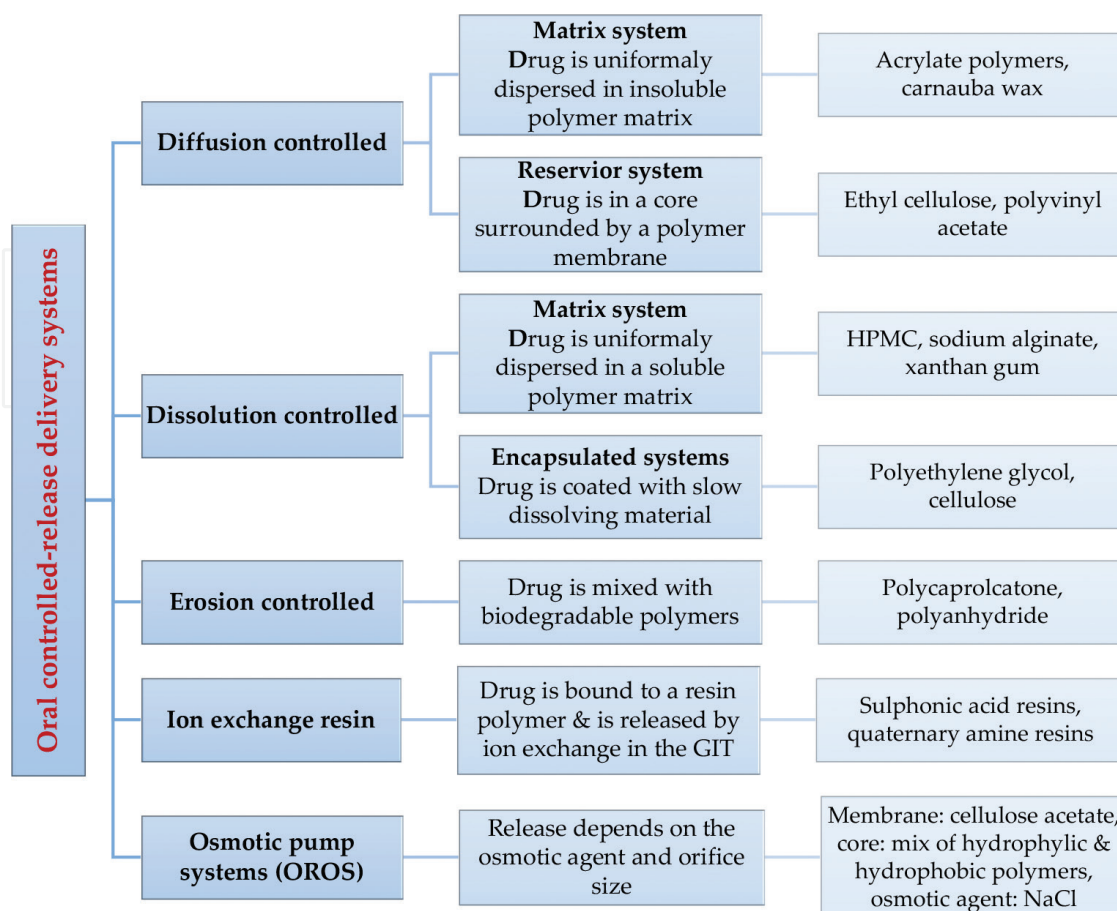 Oral controlled-release delivery systems
Diffusion controlled
Matrix system
Drug is uniformaly
dispersed in insoluble
polymer matrix
Acrylate polymers,
carnauba wax
Reservior system
Drug is in a core
surrounded by a polymer
membrane
Ethyl cellulose, polyvinyl
acetate
Dissolution controlled
Matrix system
Drug is uniformaly
dispersed in a soluble
polymer matrix
HPMC, sodium alginate,
xanthan gum
Encapsulated systems
Drug is coated with slow
dissolving material
Polyethylene glycol,
cellulose
Erosion controlled
Drug is mixed with
biodegradable polymers
Polycaprolcatone,
polyanhydride
Ion exchange resin
Drug is bound to a resin
polymer & is released by
ion exchange in the GIT
Sulphonic acid resins,
quaternary amine resins
Osmotic pump
systems (OROS)
Release depends on the
osmotic agent and orifice
size
Membrane: cellulose acetate,
core: mix of hydrophylic &
hydrophobic polymers,
osmotic agent: NaCl